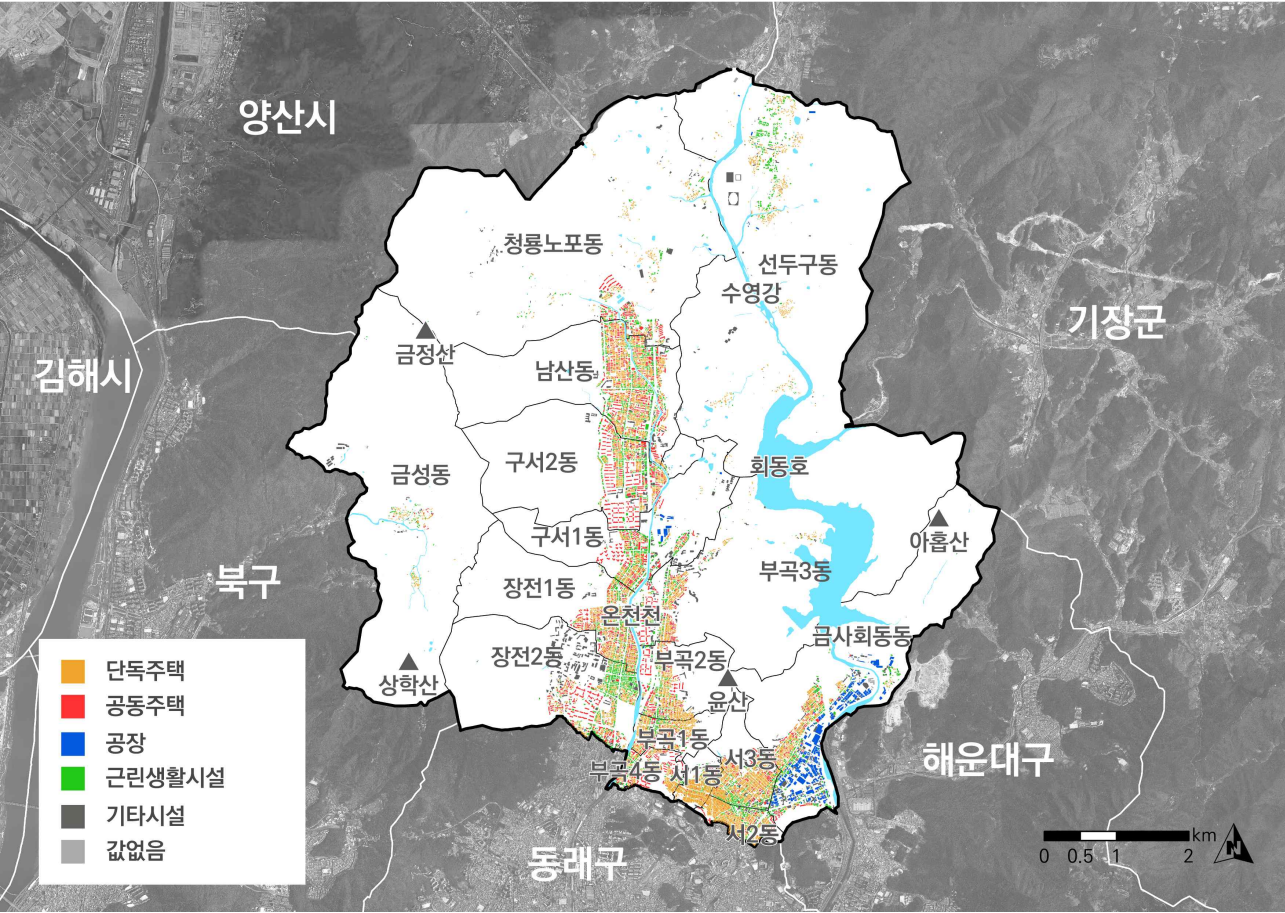 양산시
청룡노포동
선두구동
수영강
기장군
금정산
김해시
남산동
금성동
구서2동
회동호
구서1동
아홉산
북구
장전1동
부곡3동
온천천
금사회동동
장전2동
부곡2동
상학산
윤산
부곡1동
서3동
부곡4동
서1동
해운대구
서2동
동래구
단독주택
공동주택
공장
근린생활시설
기타시설
값없음
km
0 0.5 1 2
N